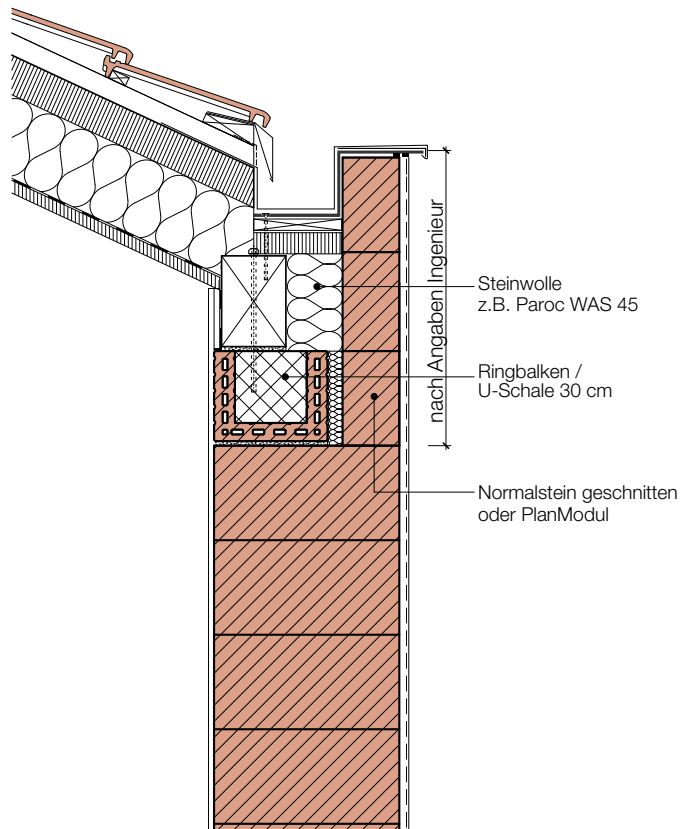 nach Angaben Ingenieur
Steinwolle
z.B. Paroc WAS 45
Ringbalken /
U-Schale 30 cm
Normalstein geschnitten
oder PlanModul